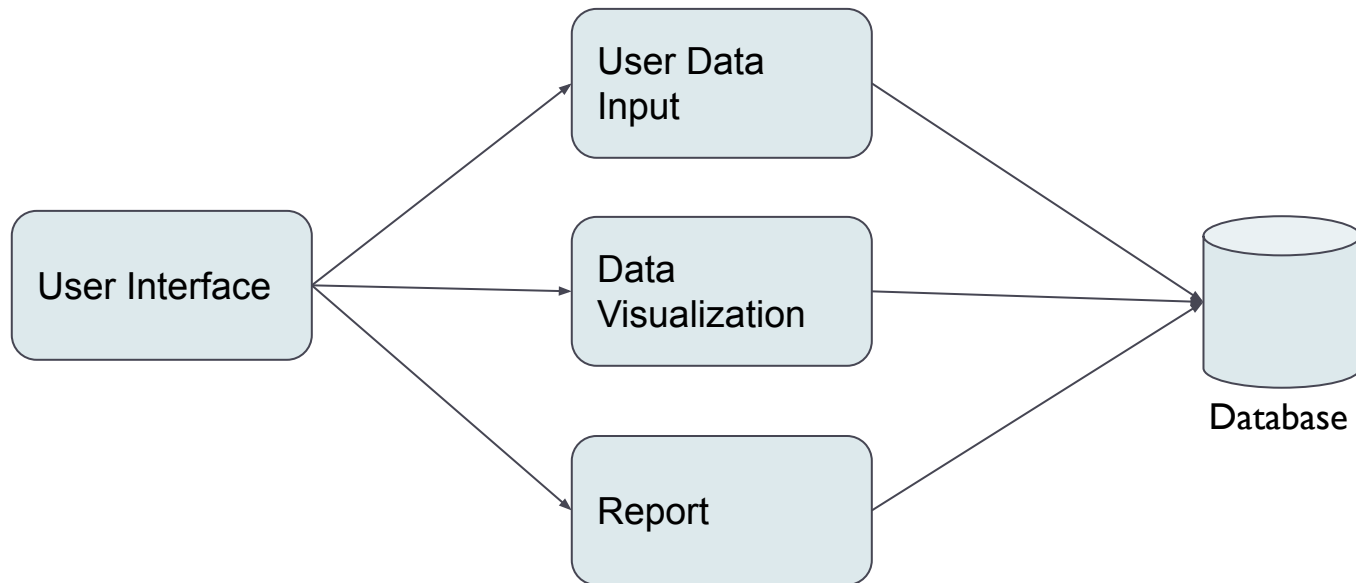 User Data
Input
User Interface
Data
Visualization
Database
Report